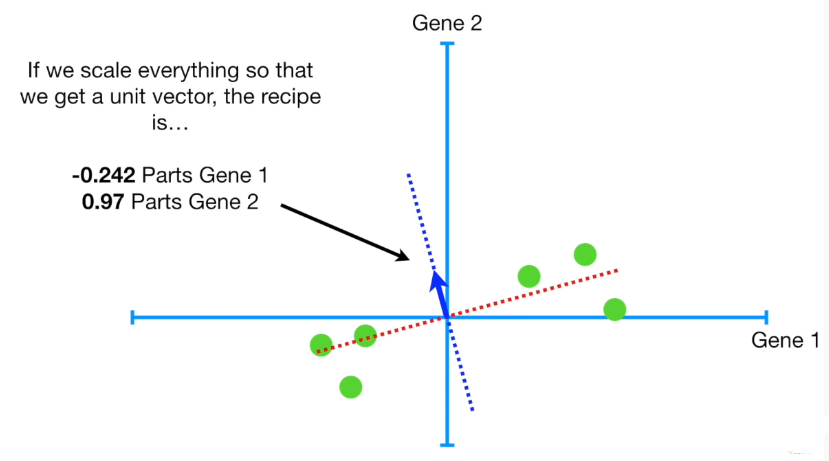 Gene 2
If we scale everything so that
we get a unit vector, the recipe
is…
-0.242 Parts Gene 1
0.97 Parts Gene 2
Gene 1